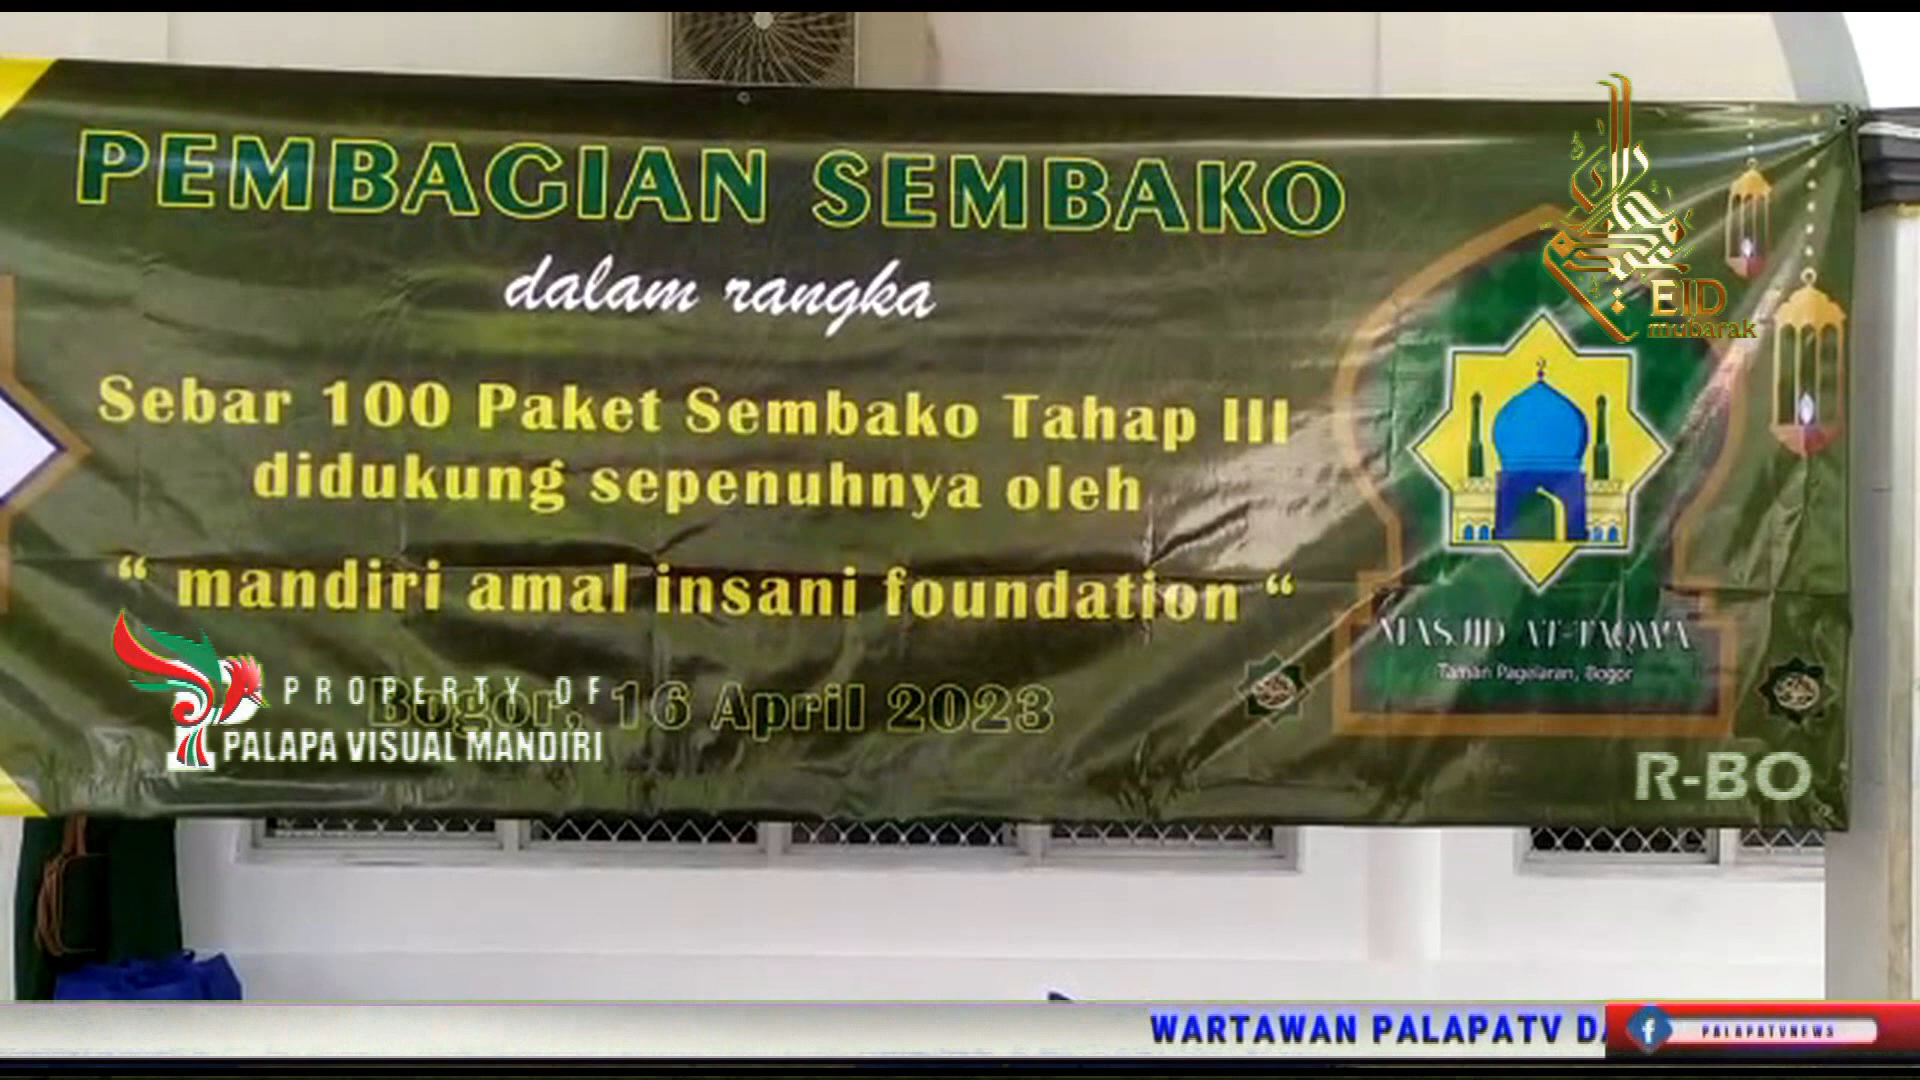 PEMBAGIAN SEMBAKO
dalam rangka
Sebar 100 Paket Sembako Tahap III
didukung sepenuhnya oleh
“ mandiri amal insani foundation “
Bogor, 16 April 2023
EID
mubarak
MASJID AT-TAQWA
Taman Pagelaran, Bogor
PROPERTY OF
PALAPA VISUAL MANDIRI
R-BO
WARTAWAN PALAPATV DA
f PALAPATVNEWS